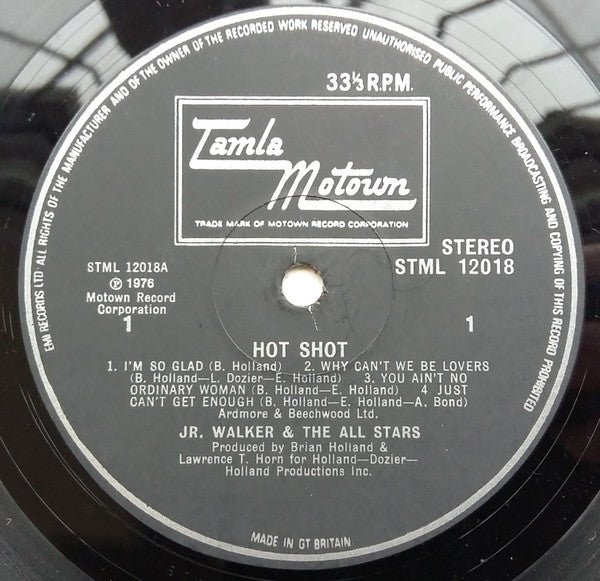 EMI RECORDS LTD· ALL RIGHTS OF THE MANUFACTURER AND OF THE OWNER OF THE RECORDED WORK RESERVED UNAUTHORISED PUBLIC PERFORMANCE BROADCASTING AND COPYING OF THIS RECORD PROHIBITED
33⅓ R.P.M.
Tamla
Motown
TRADE MARK OF MOTOWN RECORD CORPORATION
STEREO
STML 12018
STML 12018A
℗ 1976
Motown Record
Corporation
1
1
HOT SHOT
1. I'M SO GLAD (B. Holland) 2. WHY CAN'T WE BE LOVERS
(B. Holland—L. Dozier—E. Holland) 3. YOU AIN'T NO
ORDINARY WOMAN (B. Holland—E. Holland) 4 JUST
CAN'T GET ENOUGH (B. Holland—E. Holland—A. Bond)
Ardmore & Beechwood Ltd.
JR. WALKER & THE ALL STARS
Produced by Brian Holland &
Lawrence T. Horn for Holland—Dozier—
Holland Productions Inc.
MADE IN GT BRITAIN